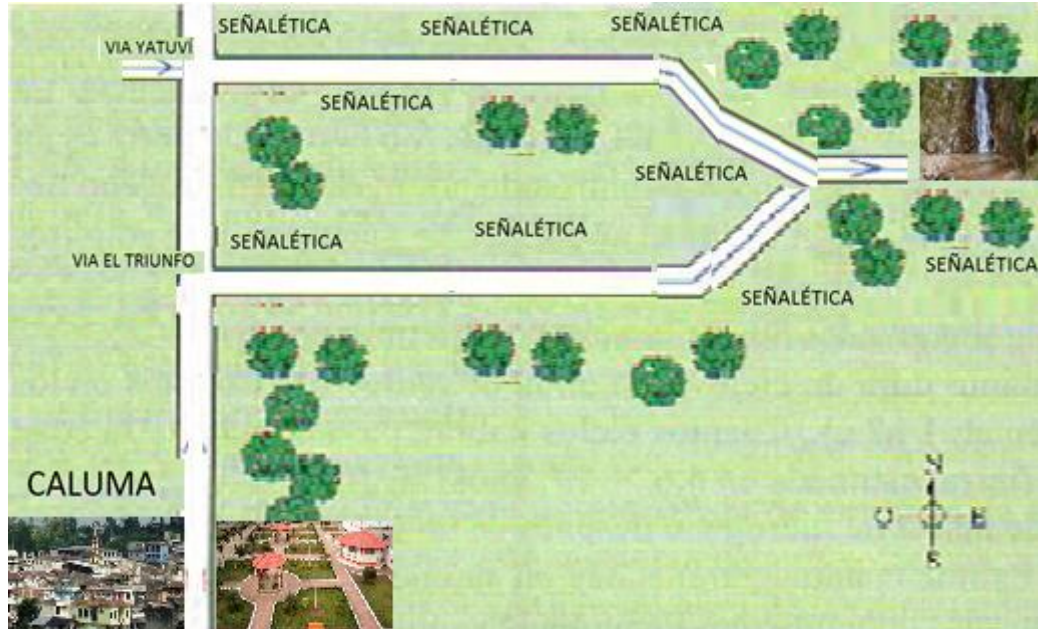 SEÑALÉTICA
SEÑALÉTICA
SEÑALÉTICA
VIA YATUVÍ
SEÑALÉTICA
SEÑALÉTICA
SEÑALÉTICA
SEÑALÉTICA
VIA EL TRIUNFO
SEÑALÉTICA
SEÑALÉTICA
CALUMA
N
O E
S